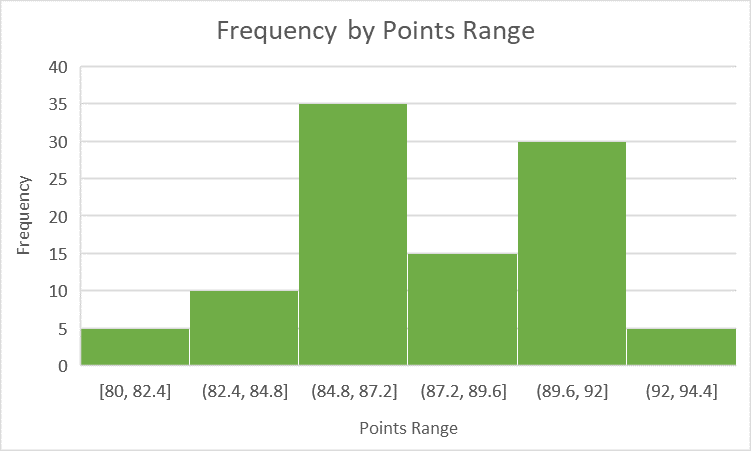 Frequency by Points Range
Frequency
40
35
30
25
20
15
10
5
0
[80, 82.4] (82.4, 84.8] (84.8, 87.2] (87.2, 89.6] (89.6, 92] (92, 94.4]
Points Range